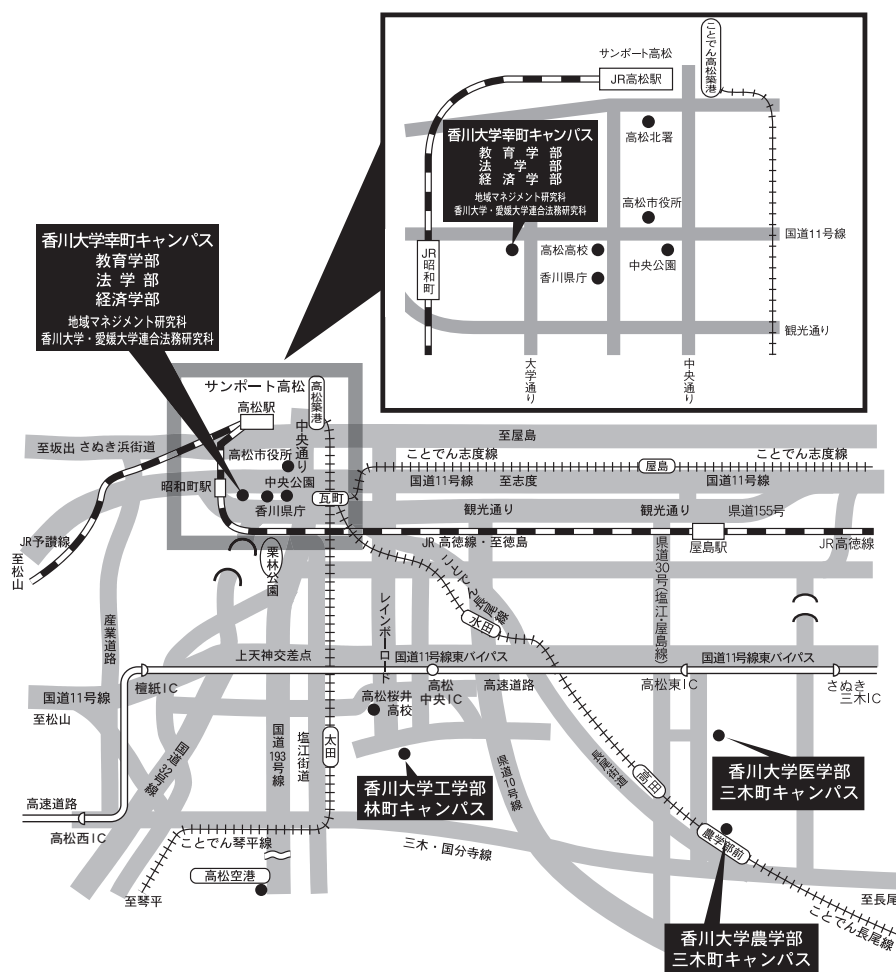 サンポート高松
JR高松駅
ことでん高松築港
高松北署
香川大学幸町キャンパス
教育学部
法学部
経済学部
地域マネジメント研究科
香川大学・愛媛大学連合法務研究科
高松市役所
国道11号線
JR昭和町
高松高校
中央公園
香川県庁
観光通り
大学通り
中央通り
香川大学幸町キャンパス
教育学部
法学部
経済学部
地域マネジメント研究科
香川大学・愛媛大学連合法務研究科
サンポート高松
高松築港
高松駅
中央通り
至坂出 さぬき浜街道
至屋島
高松市役所
ことでん志度線
屋島
ことでん志度線
昭和町駅
中央公園
国道11号線
至志度
国道11号線
瓦町
香川県庁
観光通り
観光通り
県道155号
JR予讃線
至松山
JR高徳線・至徳島
屋島駅
JR高徳線
栗林公園
県道30号(塩江・屋島線)
ことでん長尾線
レインボーロード
水田
産業道路
上天神交差点
国道11号線東バイパス
国道11号線東バイパス
檀紙IC
高松中央IC
高速道路
高松東IC
さぬき三木IC
国道11号線
至松山
高松桜井高校
国道32号線
国道193号線
塩江街道
太田
県道10号線
長尾街道
高田
香川大学工学部
林町キャンパス
香川大学医学部
三木町キャンパス
高速道路
高松西IC
ことでん琴平線
三木・国分寺線
農学部前
高松空港
至琴平
至長尾
ことでん長尾線
香川大学農学部
三木町キャンパス